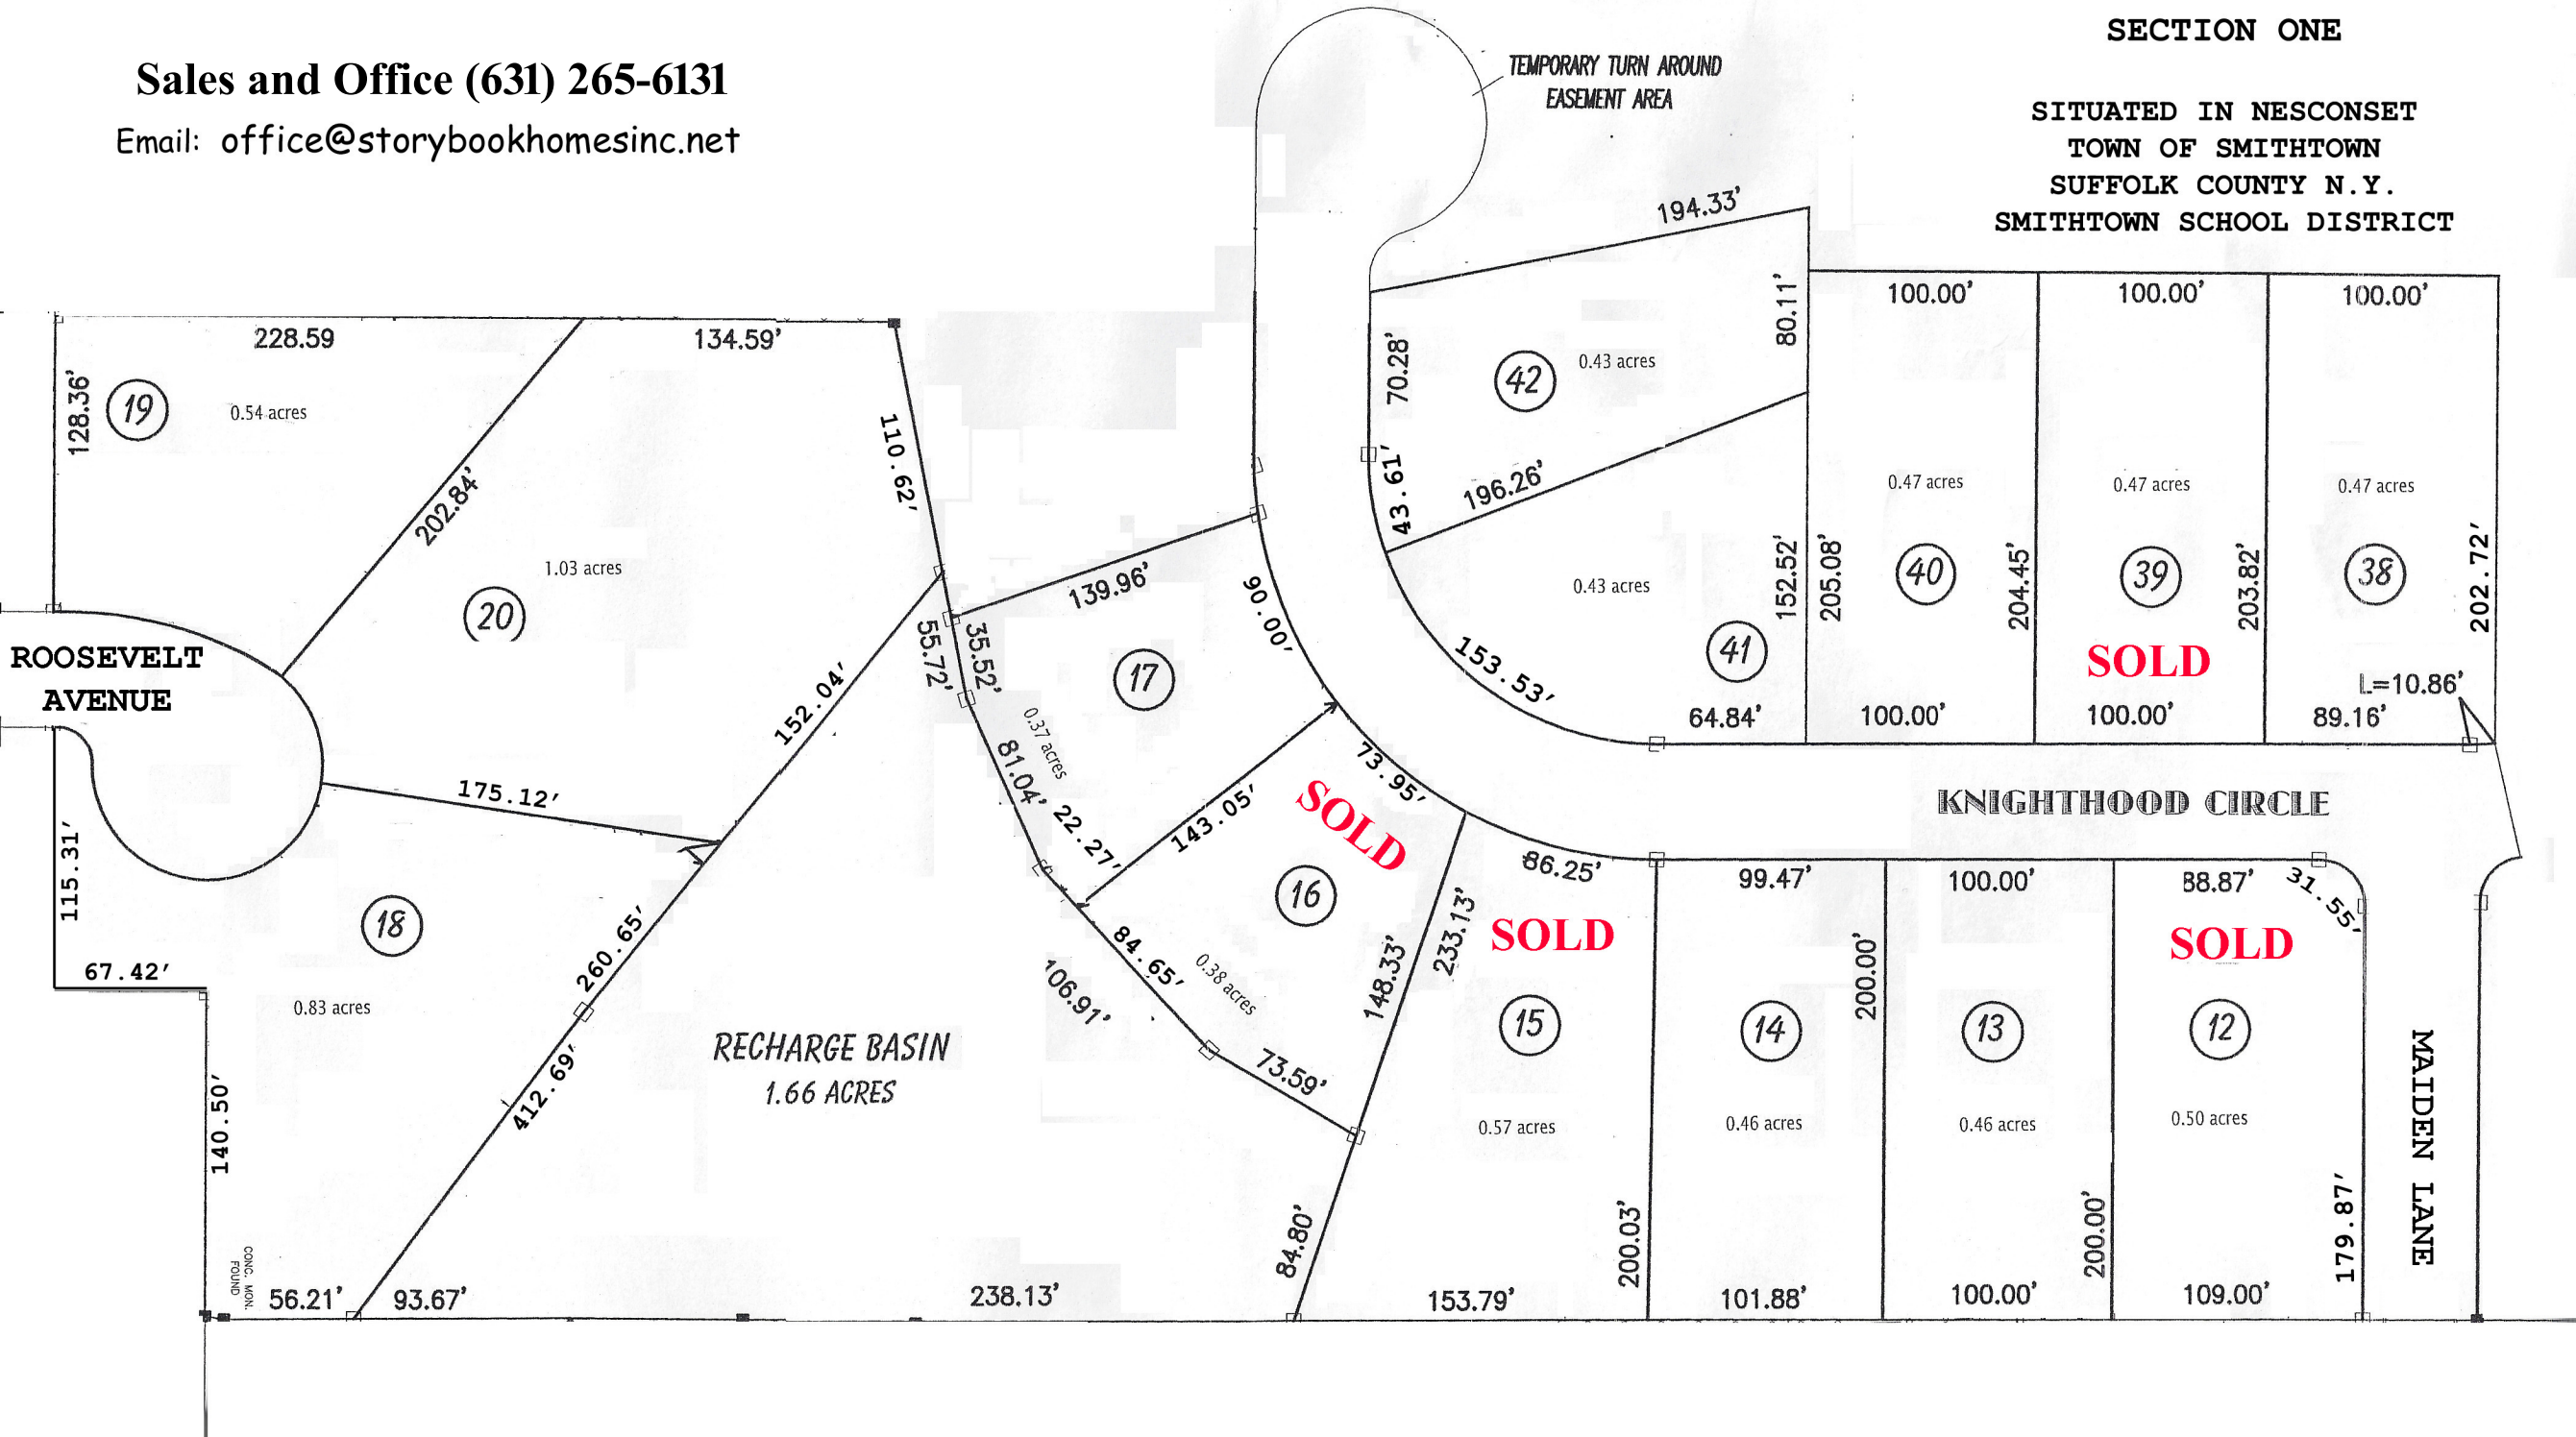 Sales and Office (631) 265-6131
Email: office@storybookhomesinc.net
TEMPORARY TURN AROUND
EASEMENT AREA
SECTION ONE
SITUATED IN NESCONSET
TOWN OF SMITHTOWN
SUFFOLK COUNTY N.Y.
SMITHTOWN SCHOOL DISTRICT
228.59
128.36'
19
0.54 acres
202.84'
134.59'
110.62'
20
1.03 acres
ROOSEVELT
AVENUE
175.12'
152.04'
115.31'
67.42'
18
0.83 acres
140.50'
260.65'
412.69'
CONC. MON.
FOUND
56.21'
93.67'
RECHARGE BASIN
1.66 ACRES
238.13'
84.80'
139.96'
55.72'
35.52'
17
0.37 acres
81.04'
22.27'
90.00'
143.05'
73.95'
SOLD
16
0.38 acres
84.65'
106.91'
73.59'
148.33'
233.13'
86.25'
SOLD
15
0.57 acres
153.79'
200.03'
99.47'
14
0.46 acres
101.88'
200.00'
100.00'
13
0.46 acres
100.00'
200.00'
88.87'
31.55'
SOLD
12
0.50 acres
109.00'
179.87'
MAIDEN LANE
KNIGHTHOOD CIRCLE
194.33'
80.11'
70.28'
42
0.43 acres
43.61'
196.26'
0.43 acres
41
153.53'
64.84'
152.52'
205.08'
100.00'
0.47 acres
40
100.00'
204.45'
100.00'
0.47 acres
39
SOLD
100.00'
203.82'
100.00'
0.47 acres
38
202.72'
L=10.86'
89.16'